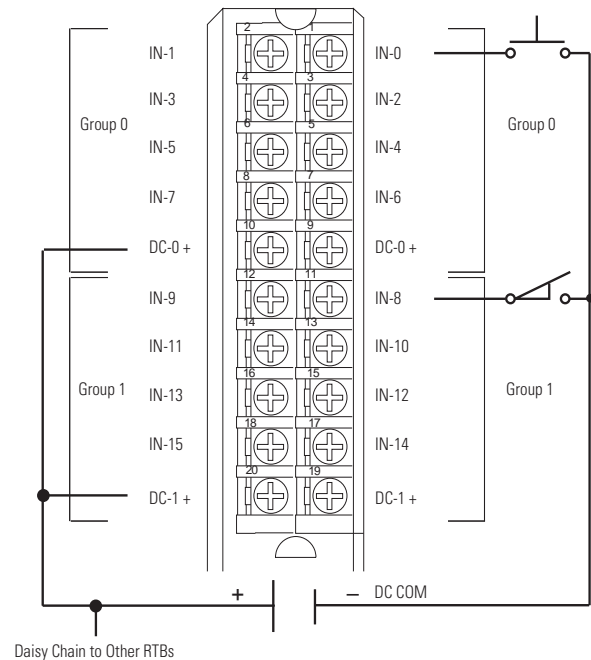 2 1
IN-1 IN-0
4 3
IN-3 IN-2
Group 0 Group 0
6 5
IN-5 IN-4
8 7
IN-7 IN-6
10 9
DC-0 + DC-0 +
12 11
IN-9 IN-8
14 13
IN-11 IN-10
16 15
Group 1 IN-13 IN-12 Group 1
18 17
IN-15 IN-14
20 19
DC-1 + DC-1 +
+ – DC COM
Daisy Chain to Other RTBs